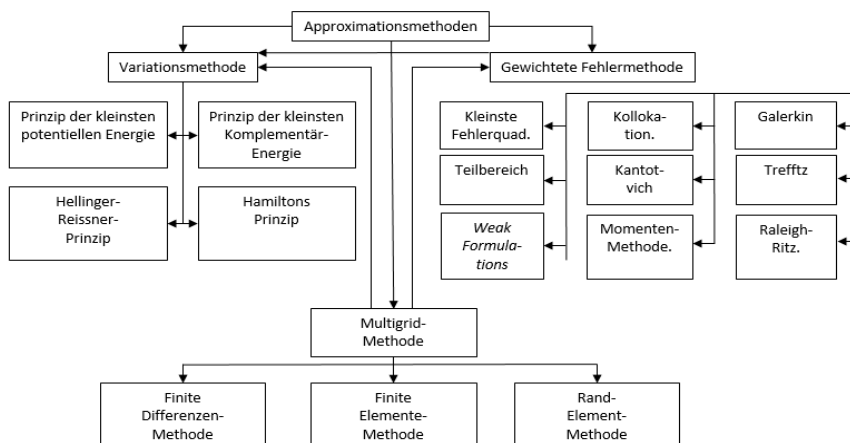 Approximationsmethoden
Variationsmethode
Gewichtete Fehlermethode
Prinzip der kleinsten
potentiellen Energie
Prinzip der kleinsten
Komplementär-
Energie
Hellinger-
Reissner-
Prinzip
Hamiltons
Prinzip
Kleinste
Fehlerquad.
Kolloka-
tion.
Galerkin
Teilbereich
Kantot-
vich
Trefftz
Weak
Formula-
tions
Momenten-
Methode.
Raleigh-
Ritz.
Multigrid-
Methode
Finite
Differenzen-
Methode
Finite
Elemente-
Methode
Rand-
Element-
Methode